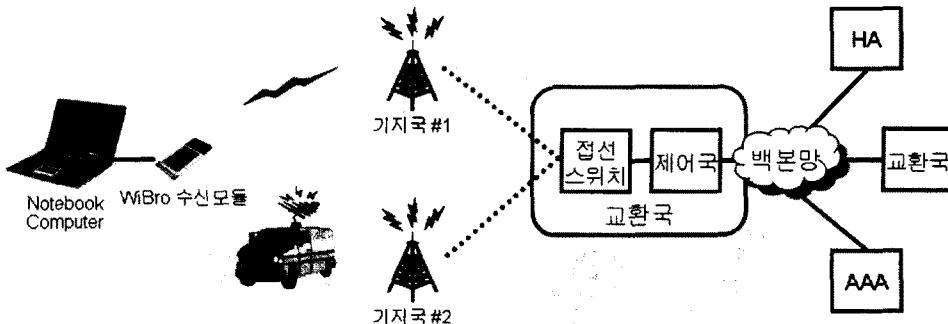 HA
기지국 #1
접선
스위치
제어국
백본망
교환국
교환국
Notebook
Computer
WiBro 수신모듈
기지국 #2
AAA